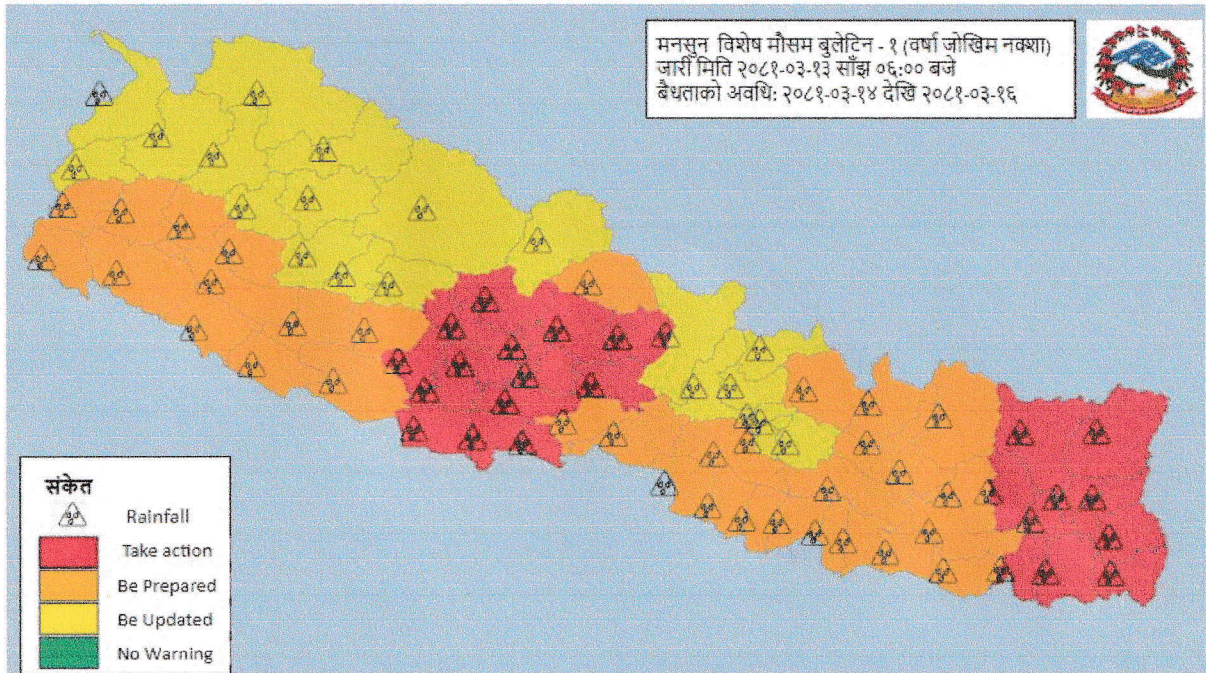 मनसुन विशेष मौसम बुलेटिन - १ (वर्षा जोखिम नक्शा)
जारी मिति २०८१-०३-१३ साँझ ०६:०० बजे
बैधताको अवधि: २०८१-०३-१४ देखि २०८१-०३-१६
संकेत
Rainfall
Take action
Be Prepared
Be Updated
No Warning